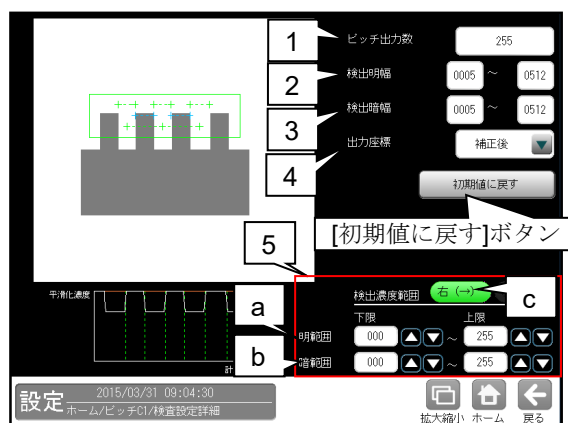 1
ピッチ出力数
255
2
検出明幅
0005 ～ 0512
3
検出暗幅
0005 ～ 0512
4
出力座標
補正後
初期値に戻す
[初期値に戻す]ボタン
5
平滑化濃度
計
検出濃度範囲
右 (→)
c
下限
上限
a
明範囲
000 ～ 255
b
暗範囲
000 ～ 255
設定
2015/03/31 09:04:30
ホーム/ピッチC1/検査設定詳細
拡大縮小
ホーム
戻る